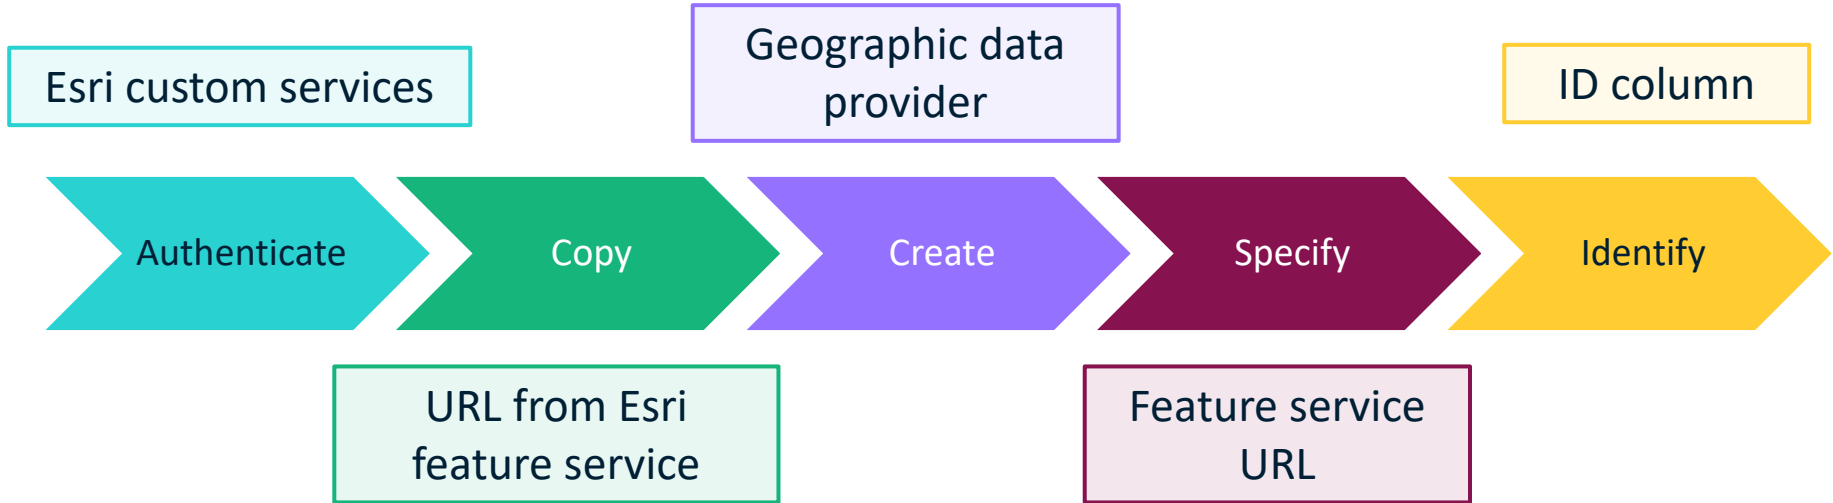 Esri custom services
Geographic data
provider
ID column
Authenticate
Copy
Create
Specify
Identify
URL from Esri
feature service
Feature service
URL